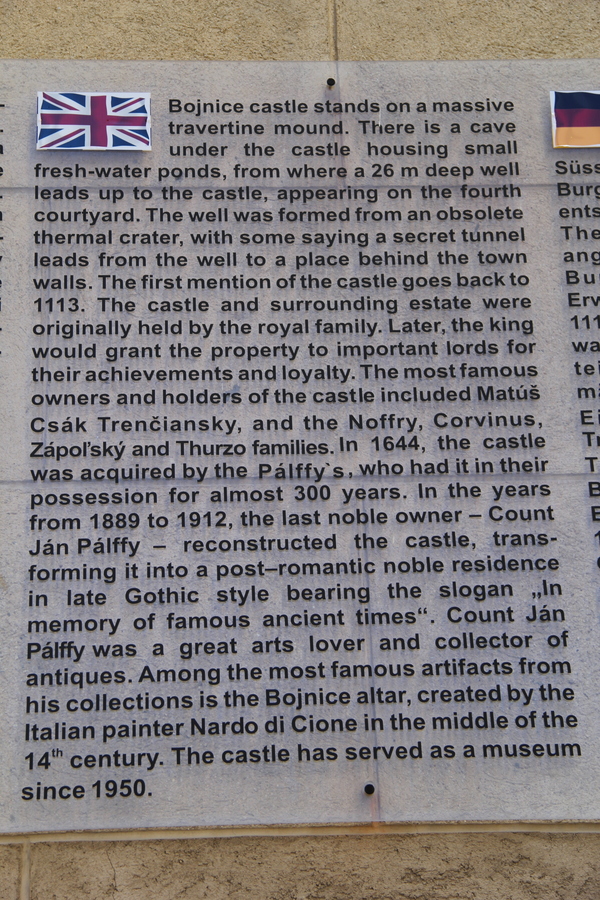 Bojnice castle stands on a massive
travertine mound. There is a cave
under the castle housing small
fresh-water ponds, from where a 26 m deep well
leads up to the castle, appearing on the fourth
courtyard. The well was formed from an obsolete
thermal crater, with some saying a secret tunnel
leads from the well to a place behind the town
walls. The first mention of the castle goes back to
1113. The castle and surrounding estate were
originally held by the royal family. Later, the king
would grant the property to important lords for
their achievements and loyalty. The most famous
owners and holders of the castle included Matúš
Csák Trenčiansky, and the Noffry, Corvinus,
Zápoľský and Thurzo families. In 1644, the castle
was acquired by the Pálffy`s, who had it in their
possession for almost 300 years. In the years
from 1889 to 1912, the last noble owner – Count
Ján Pálffy – reconstructed the castle, trans-
forming it into a post–romantic noble residence
in late Gothic style bearing the slogan „In
memory of famous ancient times“. Count Ján
Pálffy was a great arts lover and collector of
antiques. Among the most famous artifacts from
his collections is the Bojnice altar, created by the
Italian painter Nardo di Cione in the middle of the
14th century. The castle has served as a museum
since 1950.